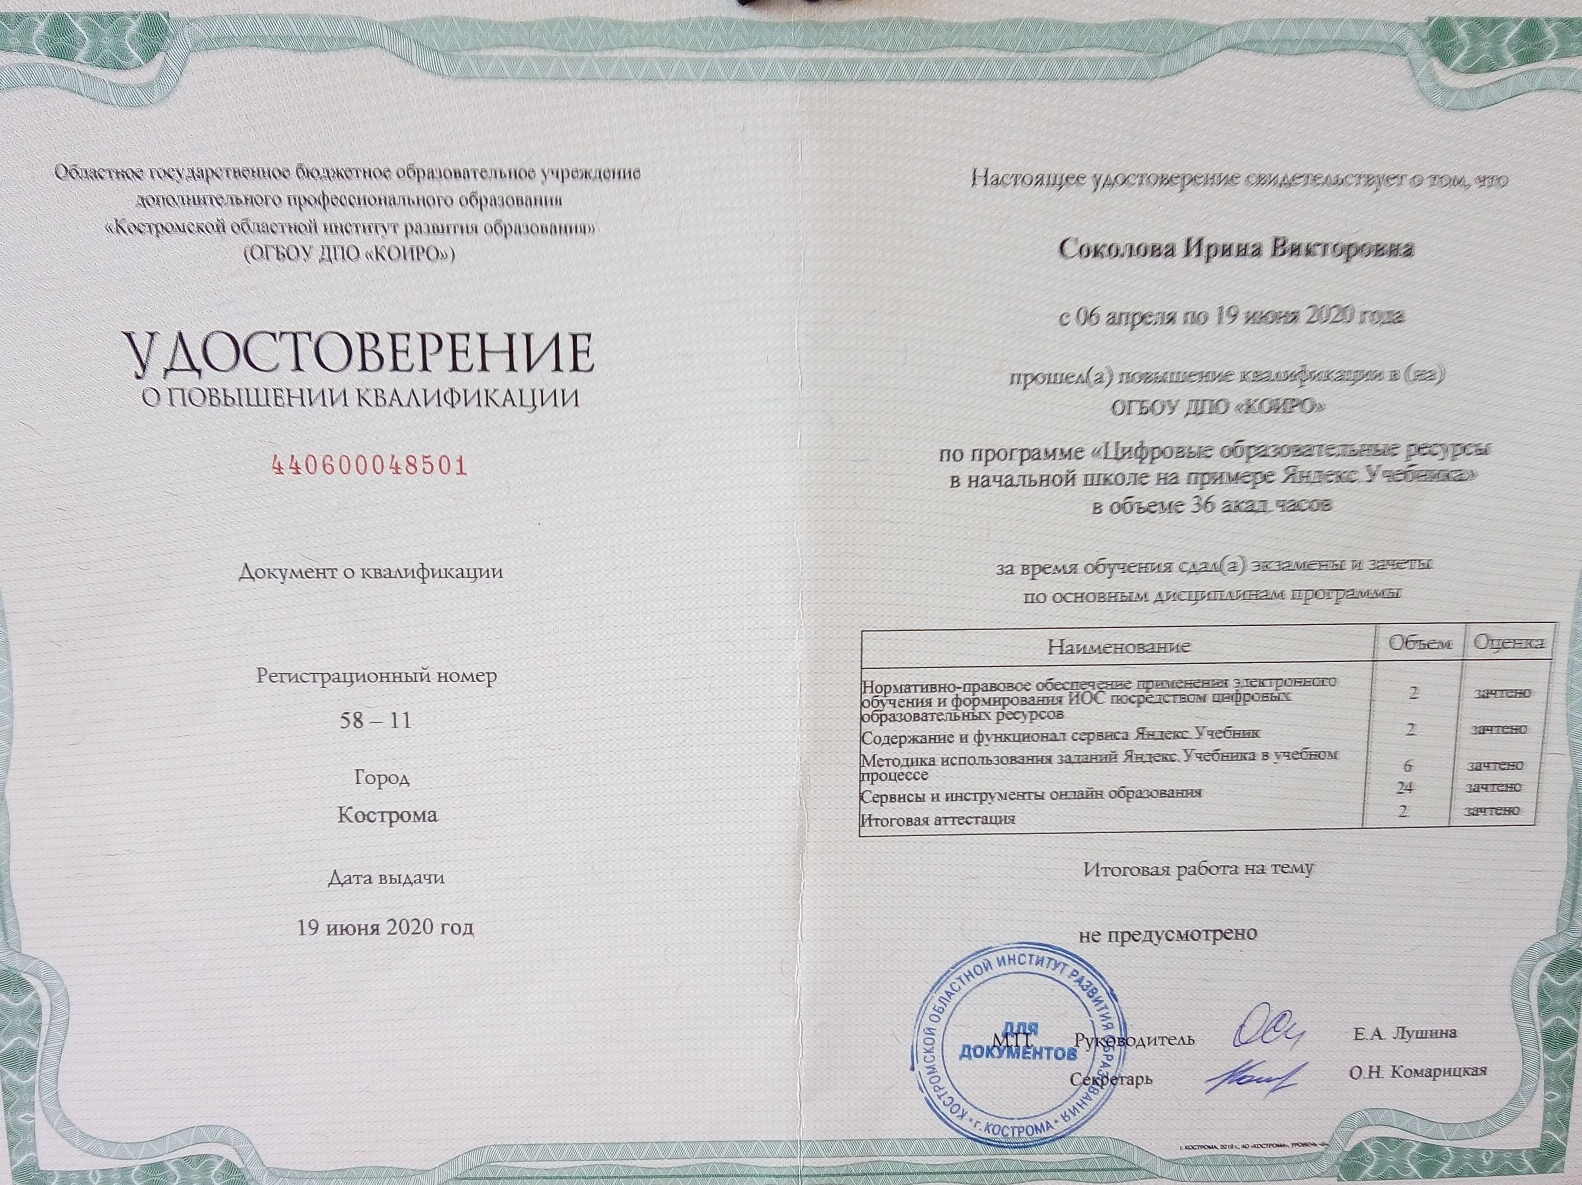 Областное государственное бюджетное образовательное учреждение
дополнительного профессионального образования
«Костромской областной институт развития образования»
(ОГБОУ ДПО «КОИРО»)
УДОСТОВЕРЕНИЕ
О ПОВЫШЕНИИ КВАЛИФИКАЦИИ
440600048501
Документ о квалификации
Регистрационный номер
58 – 11
Город
Кострома
Дата выдачи
19 июня 2020 год
Настоящее удостоверение свидетельствует о том, что
Соколова Ирина Викторовна
с 06 апреля по 19 июня 2020 года
прошел(а) повышение квалификации в (на)
ОГБОУ ДПО «КОИРО»
по программе «Цифровые образовательные ресурсы
в начальной школе на примере Яндекс.Учебника»
в объеме 36 акад.часов
за время обучения сдал(а) экзамены и зачеты
по основным дисциплинам программы
Наименование Объем Оценка
Нормативно-правовое обеспечение применения электронного
обучения и формирования ИОС посредством цифровых 2 зачтено
образовательных ресурсов
Содержание и функционал сервиса Яндекс.Учебник 2 зачтено
Методика использования заданий Яндекс.Учебника в учебном
процессе 6 зачтено
Сервисы и инструменты онлайн образования 24 зачтено
Итоговая аттестация 2 зачтено
Итоговая работа на тему
не предусмотрено
КОСТРОМСКОЙ ОБЛАСТНОЙ ИНСТИТУТ РАЗВИТИЯ ОБРАЗОВАНИЯ
• г. КОСТРОМА •
ДЛЯ
ДОКУМЕНТОВ
М.П. Руководитель Е.А. Лушина
Секретарь О.Н. Комарицкая